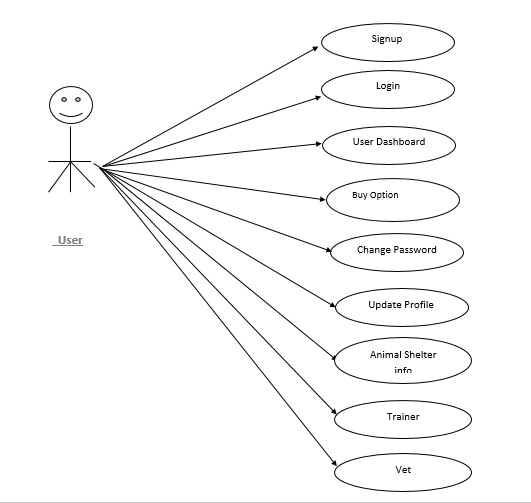 Signup
Login
User Dashboard
Buy Option
Change Password
User
Update Profile
Animal Shelter
info
Trainer
Vet